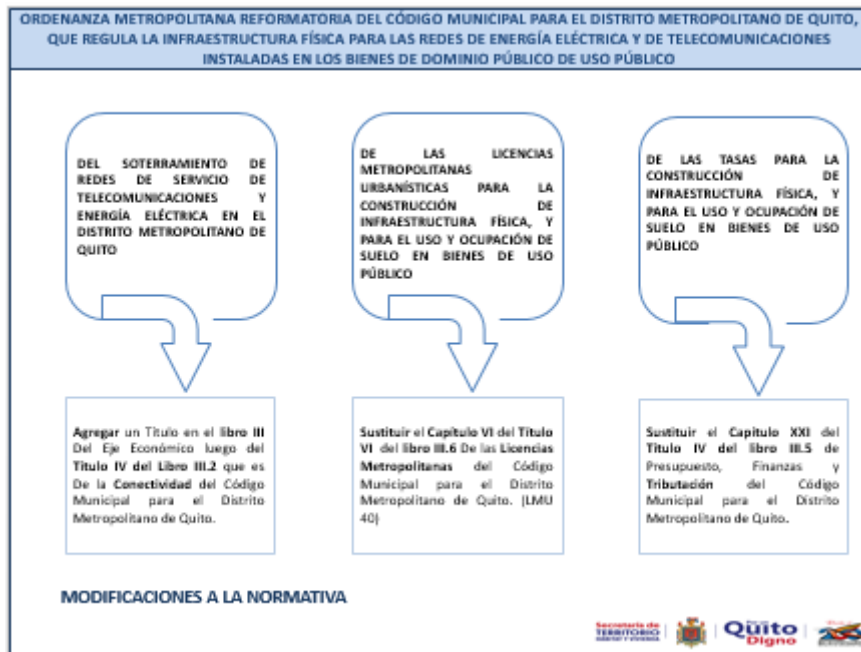 ORDENANZA METROPOLITANA REFORMATORIA DEL CÓDIGO MUNICIPAL PARA EL DISTRITO METROPOLITANO DE QUITO,
QUE REGULA LA INFRAESTRUCTURA FÍSICA PARA LAS REDES DE ENERGÍA ELÉCTRICA Y DE TELECOMUNICACIONES
INSTALADAS EN LOS BIENES DE DOMINIO PÚBLICO DE USO PÚBLICO
DEL SOTERRAMIENTO DE
REDES DE SERVICIO DE
TELECOMUNICACIONES Y
ENERGÍA ELÉCTRICA EN EL
DISTRITO METROPOLITANO DE
QUITO
DE LAS LICENCIAS
METROPOLITANAS
URBANÍSTICAS PARA LA
CONSTRUCCIÓN DE
INFRAESTRUCTURA FÍSICA, Y
PARA EL USO Y OCUPACIÓN DE
SUELO EN BIENES DE USO
PÚBLICO
DE LAS TASAS PARA LA
CONSTRUCCIÓN DE
INFRAESTRUCTURA FÍSICA, Y
PARA EL USO Y OCUPACIÓN DE
SUELO EN BIENES DE USO
PÚBLICO
Agregar un Título en el libro III
Del Eje Económico luego del
Título IV del Libro III.2 que es
De la Conectividad del Código
Municipal para el Distrito
Metropolitano de Quito.
Sustituir el Capítulo VI del Título
VI del libro III.6 De las Licencias
Metropolitanas del Código
Municipal para el Distrito
Metropolitano de Quito. (LMU
40)
Sustituir el Capítulo XXI del
Título IV del libro III.5 de
Presupuesto, Finanzas y
Tributación del Código
Municipal para el Distrito
Metropolitano de Quito.
MODIFICACIONES A LA NORMATIVA
Secretaría de
TERRITORIO
Quito
Digno